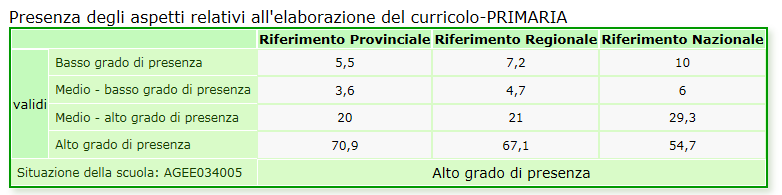 Presenza degli aspetti relativi all'elaborazione del curricolo-PRIMARIA
Riferimento Provinciale Riferimento Regionale Riferimento Nazionale
validi
Basso grado di presenza 5,5 7,2 10
Medio - basso grado di presenza 3,6 4,7 6
Medio - alto grado di presenza 20 21 29,3
Alto grado di presenza 70,9 67,1 54,7
Situazione della scuola: AGEE034005 Alto grado di presenza